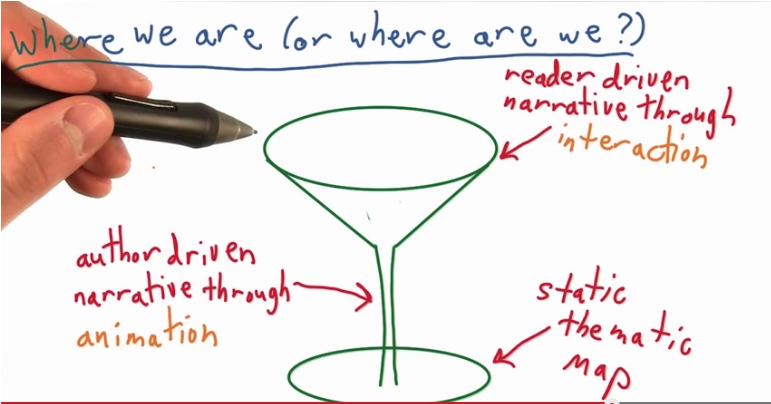 Where we are (or where are we?)
reader driven
narrative through
interaction
author driven
narrative through
animation
static
thematic
map